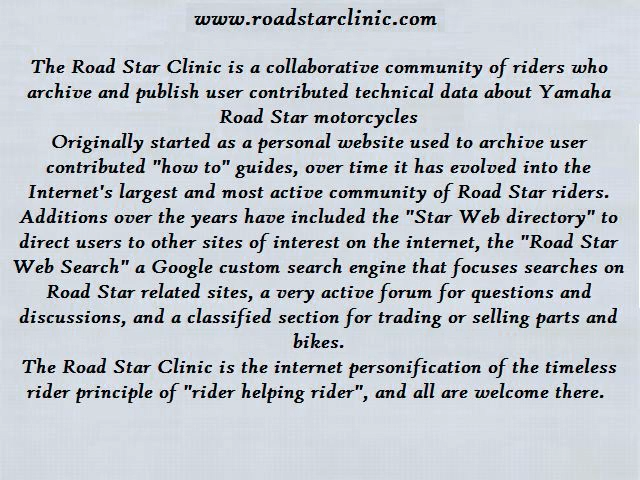 www.roadstarclinic.com
The Road Star Clinic is a collaborative community of riders who
archive and publish user contributed technical data about Yamaha
Road Star motorcycles
Originally started as a personal website used to archive user
contributed "how to" guides, over time it has evolved into the
Internet's largest and most active community of Road Star riders.
Additions over the years have included the "Star Web directory" to
direct users to other sites of interest on the internet, the "Road Star
Web Search" a Google custom search engine that focuses searches on
Road Star related sites, a very active forum for questions and
discussions, and a classified section for trading or selling parts and
bikes.
The Road Star Clinic is the internet personification of the timeless
rider principle of "rider helping rider", and all are welcome there.